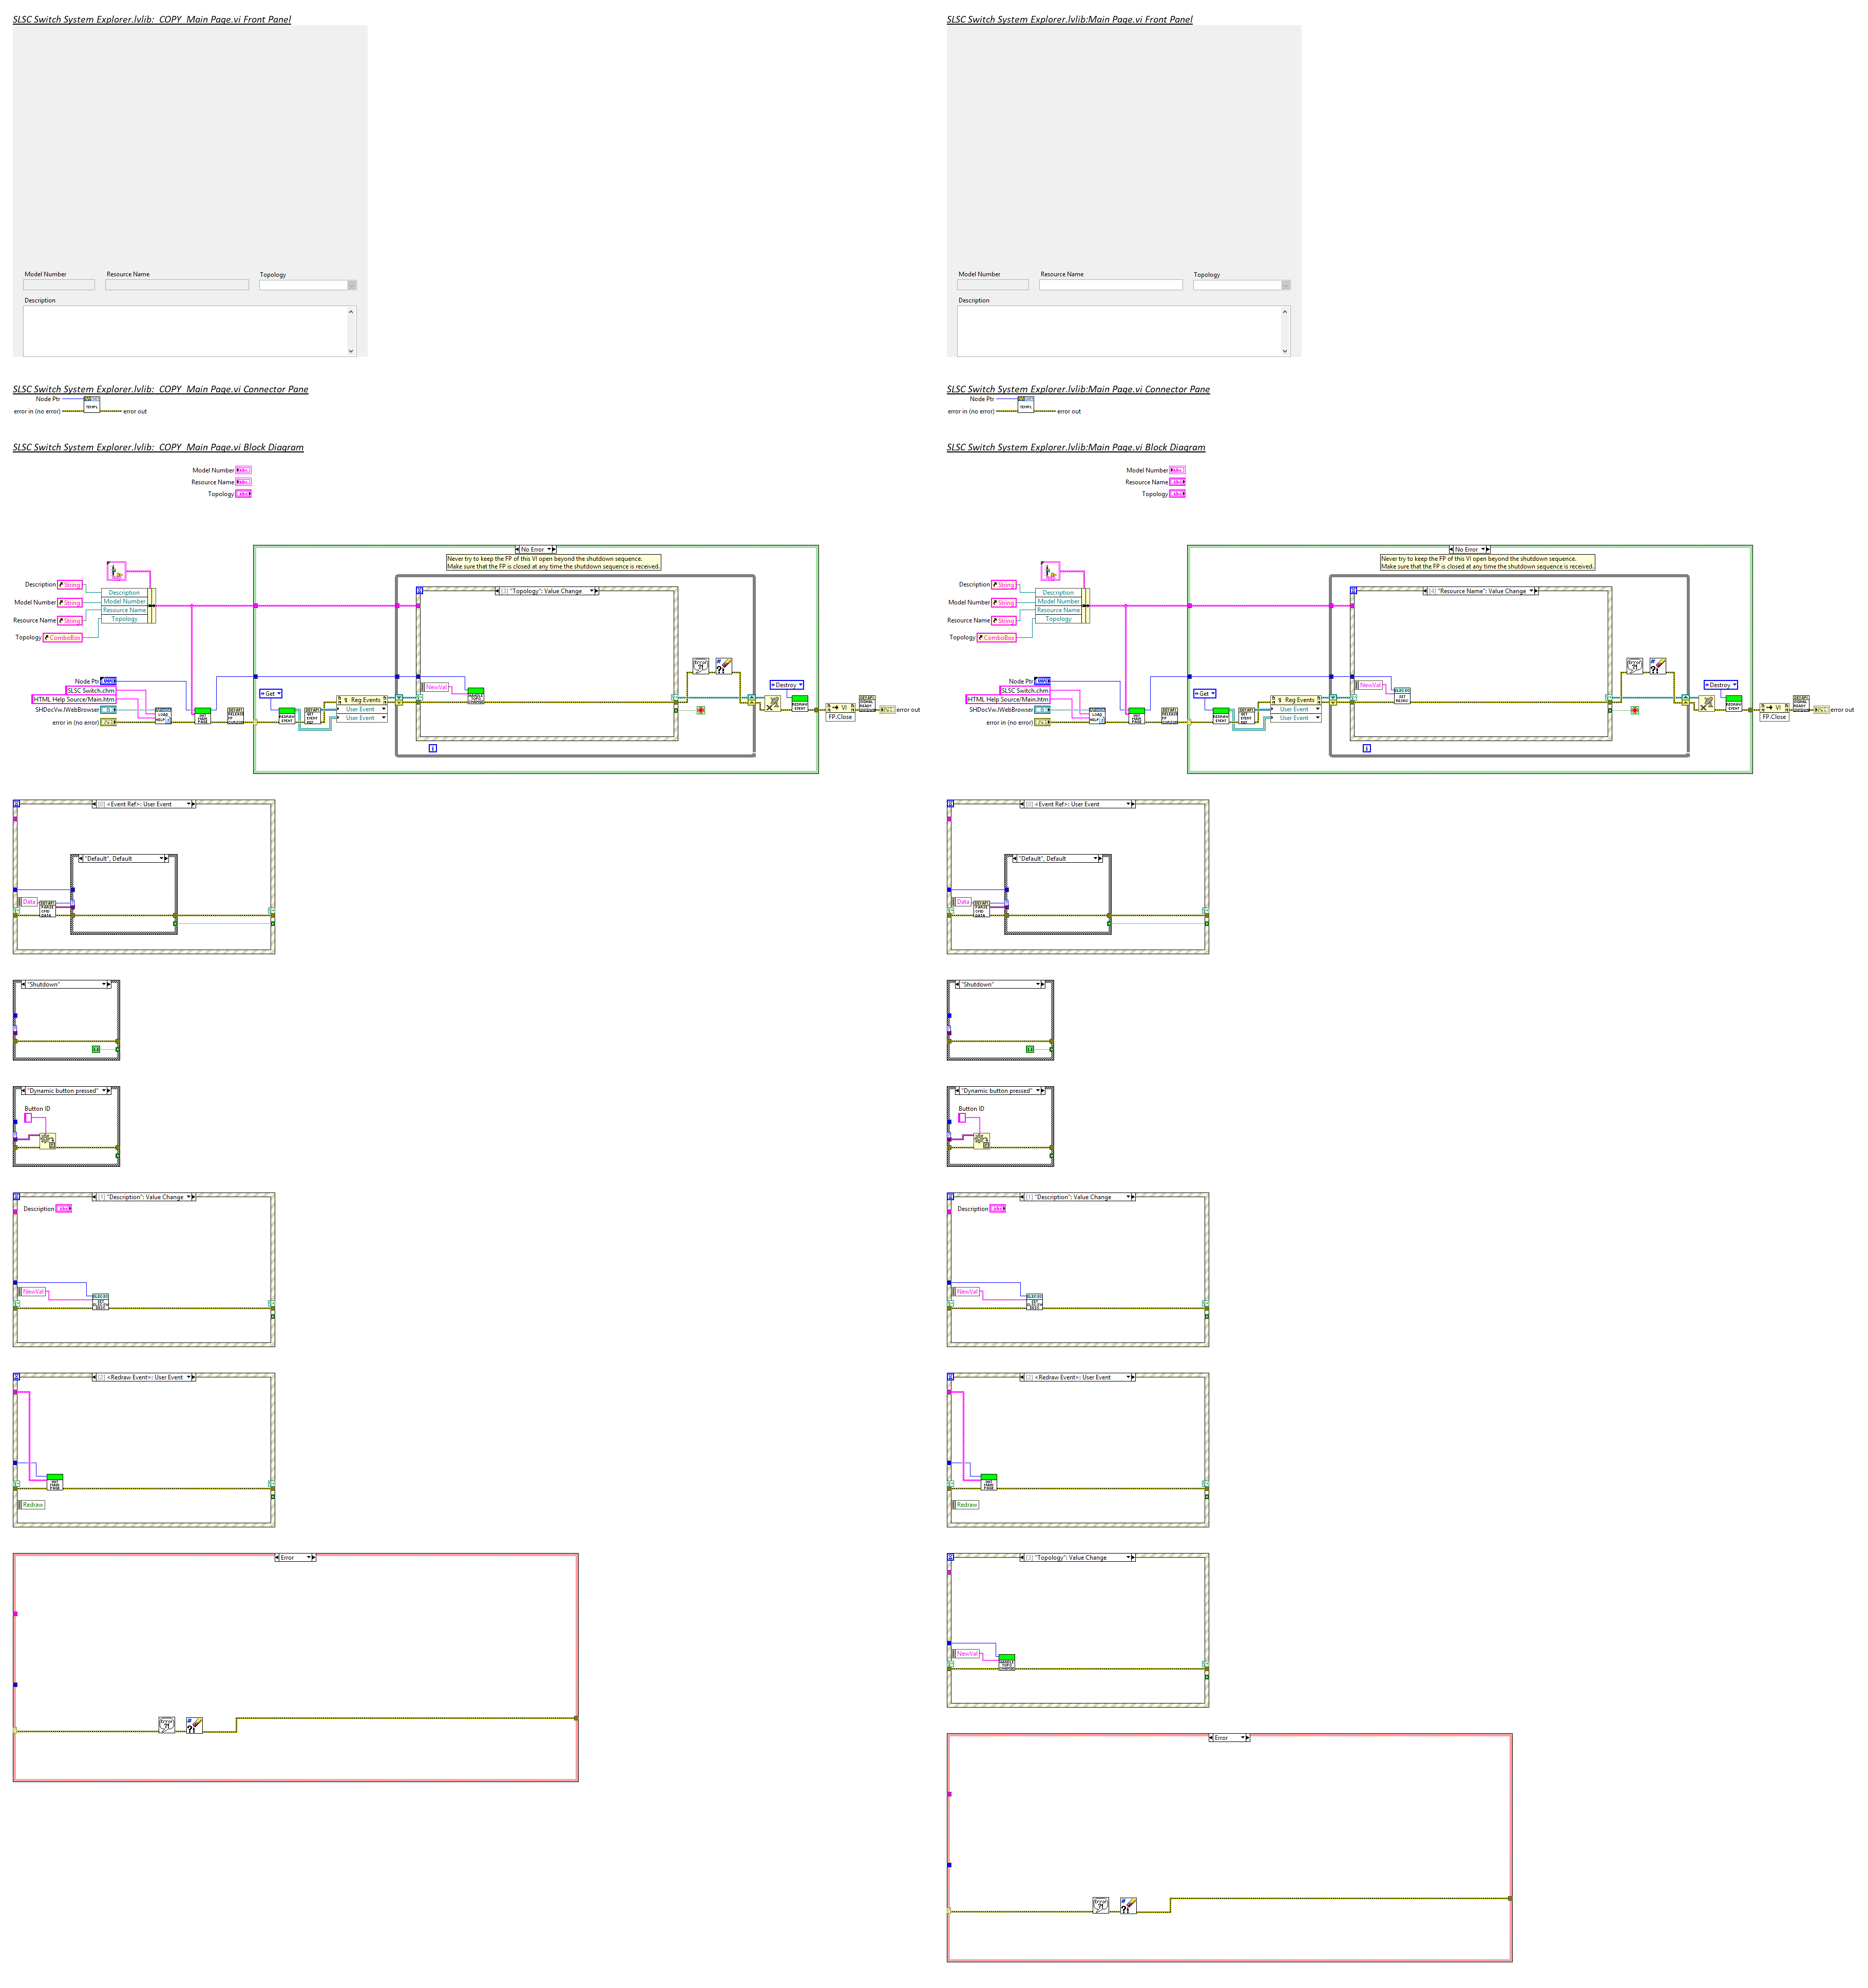 SLSC Switch System Explorer.lvlib:_COPY_Main Page.vi Front Panel
Model Number
Resource Name
Topology
Description
SLSC Switch System Explorer.lvlib:_COPY_Main Page.vi Connector Pane
Node Ptr
TEMPL
error in (no error)
error out
SLSC Switch System Explorer.lvlib:_COPY_Main Page.vi Block Diagram
Model Number
Resource Name
Topology
No Error
Never try to keep the FP of this VI open beyond the shutdown sequence.
Make sure that the FP is closed at any time the shutdown sequence is received.
[3] "Topology": Value Change
Description
String
Model Number
String
Resource Name
String
Topology
ComboBox
Description
Model Number
Resource Name
Topology
Node Ptr
SLSC Switch.chm
HTML Help Source/Main.htm
SHDocVw.IWebBrowser
error in (no error)
Get
Reg Events
User Event
User Event
NewVal
Destroy
VI
FP.Close
error out
[0] <Event Ref>: User Event
"Default", Default
Data
"Shutdown"
"Dynamic button pressed"
Button ID
[1] "Description": Value Change
Description
NewVal
[2] <Redraw Event>: User Event
Redraw
Error
SLSC Switch System Explorer.lvlib:Main Page.vi Front Panel
Model Number
Resource Name
Topology
Description
SLSC Switch System Explorer.lvlib:Main Page.vi Connector Pane
Node Ptr
TEMPL
error in (no error)
error out
SLSC Switch System Explorer.lvlib:Main Page.vi Block Diagram
Model Number
Resource Name
Topology
No Error
Never try to keep the FP of this VI open beyond the shutdown sequence.
Make sure that the FP is closed at any time the shutdown sequence is received.
[4] "Resource Name": Value Change
Description
String
Model Number
String
Resource Name
String
Topology
ComboBox
Description
Model Number
Resource Name
Topology
Node Ptr
SLSC Switch.chm
HTML Help Source/Main.htm
SHDocVw.IWebBrowser
error in (no error)
Get
Reg Events
User Event
User Event
NewVal
Destroy
VI
FP.Close
error out
[0] <Event Ref>: User Event
"Default", Default
Data
"Shutdown"
"Dynamic button pressed"
Button ID
[1] "Description": Value Change
Description
NewVal
[2] <Redraw Event>: User Event
Redraw
[3] "Topology": Value Change
NewVal
Error